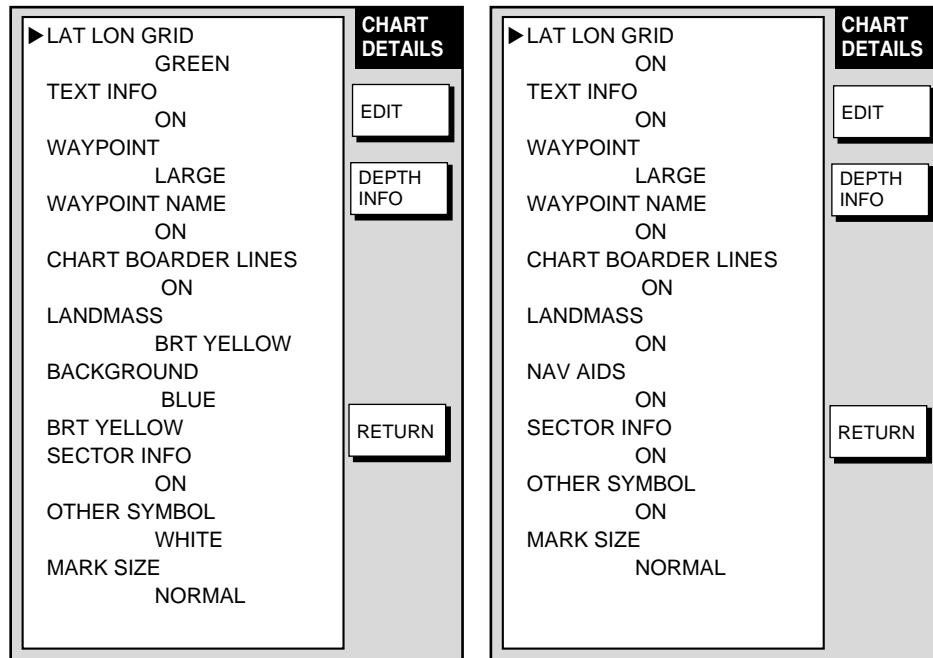 ▶LAT LON GRID
GREEN
TEXT INFO
ON
WAYPOINT
LARGE
WAYPOINT NAME
ON
CHART BOARDER LINES
ON
LANDMASS
BRT YELLOW
BACKGROUND
BLUE
BRT YELLOW
SECTOR INFO
ON
OTHER SYMBOL
WHITE
MARK SIZE
NORMAL
CHART
DETAILS
EDIT
DEPTH
INFO
RETURN
▶LAT LON GRID
ON
TEXT INFO
ON
WAYPOINT
LARGE
WAYPOINT NAME
ON
CHART BOARDER LINES
ON
LANDMASS
ON
NAV AIDS
ON
SECTOR INFO
ON
OTHER SYMBOL
ON
MARK SIZE
NORMAL
CHART
DETAILS
EDIT
DEPTH
INFO
RETURN